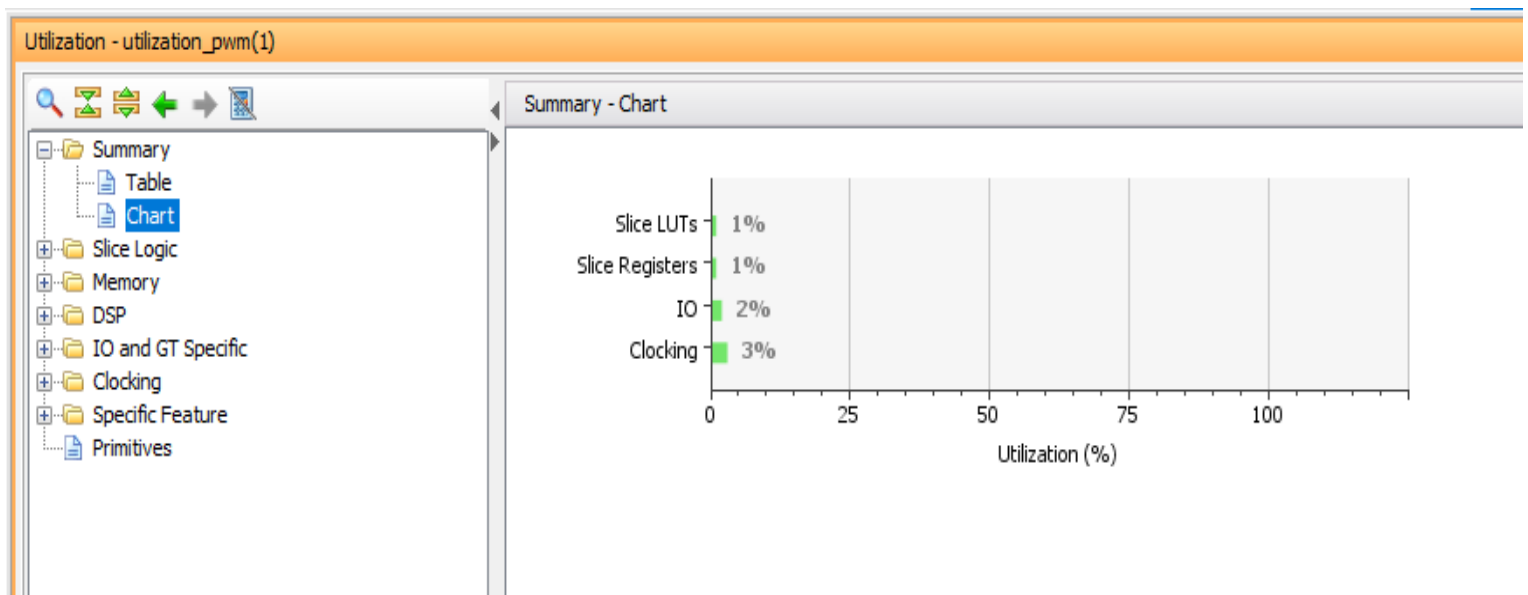 Utilization - utilization_pwm(1)
Summary
Table
Chart
Slice Logic
Memory
DSP
IO and GT Specific
Clocking
Specific Feature
Primitives
Summary - Chart
Slice LUTs 1%
Slice Registers 1%
IO 2%
Clocking 3%
0 25 50 75 100
Utilization (%)